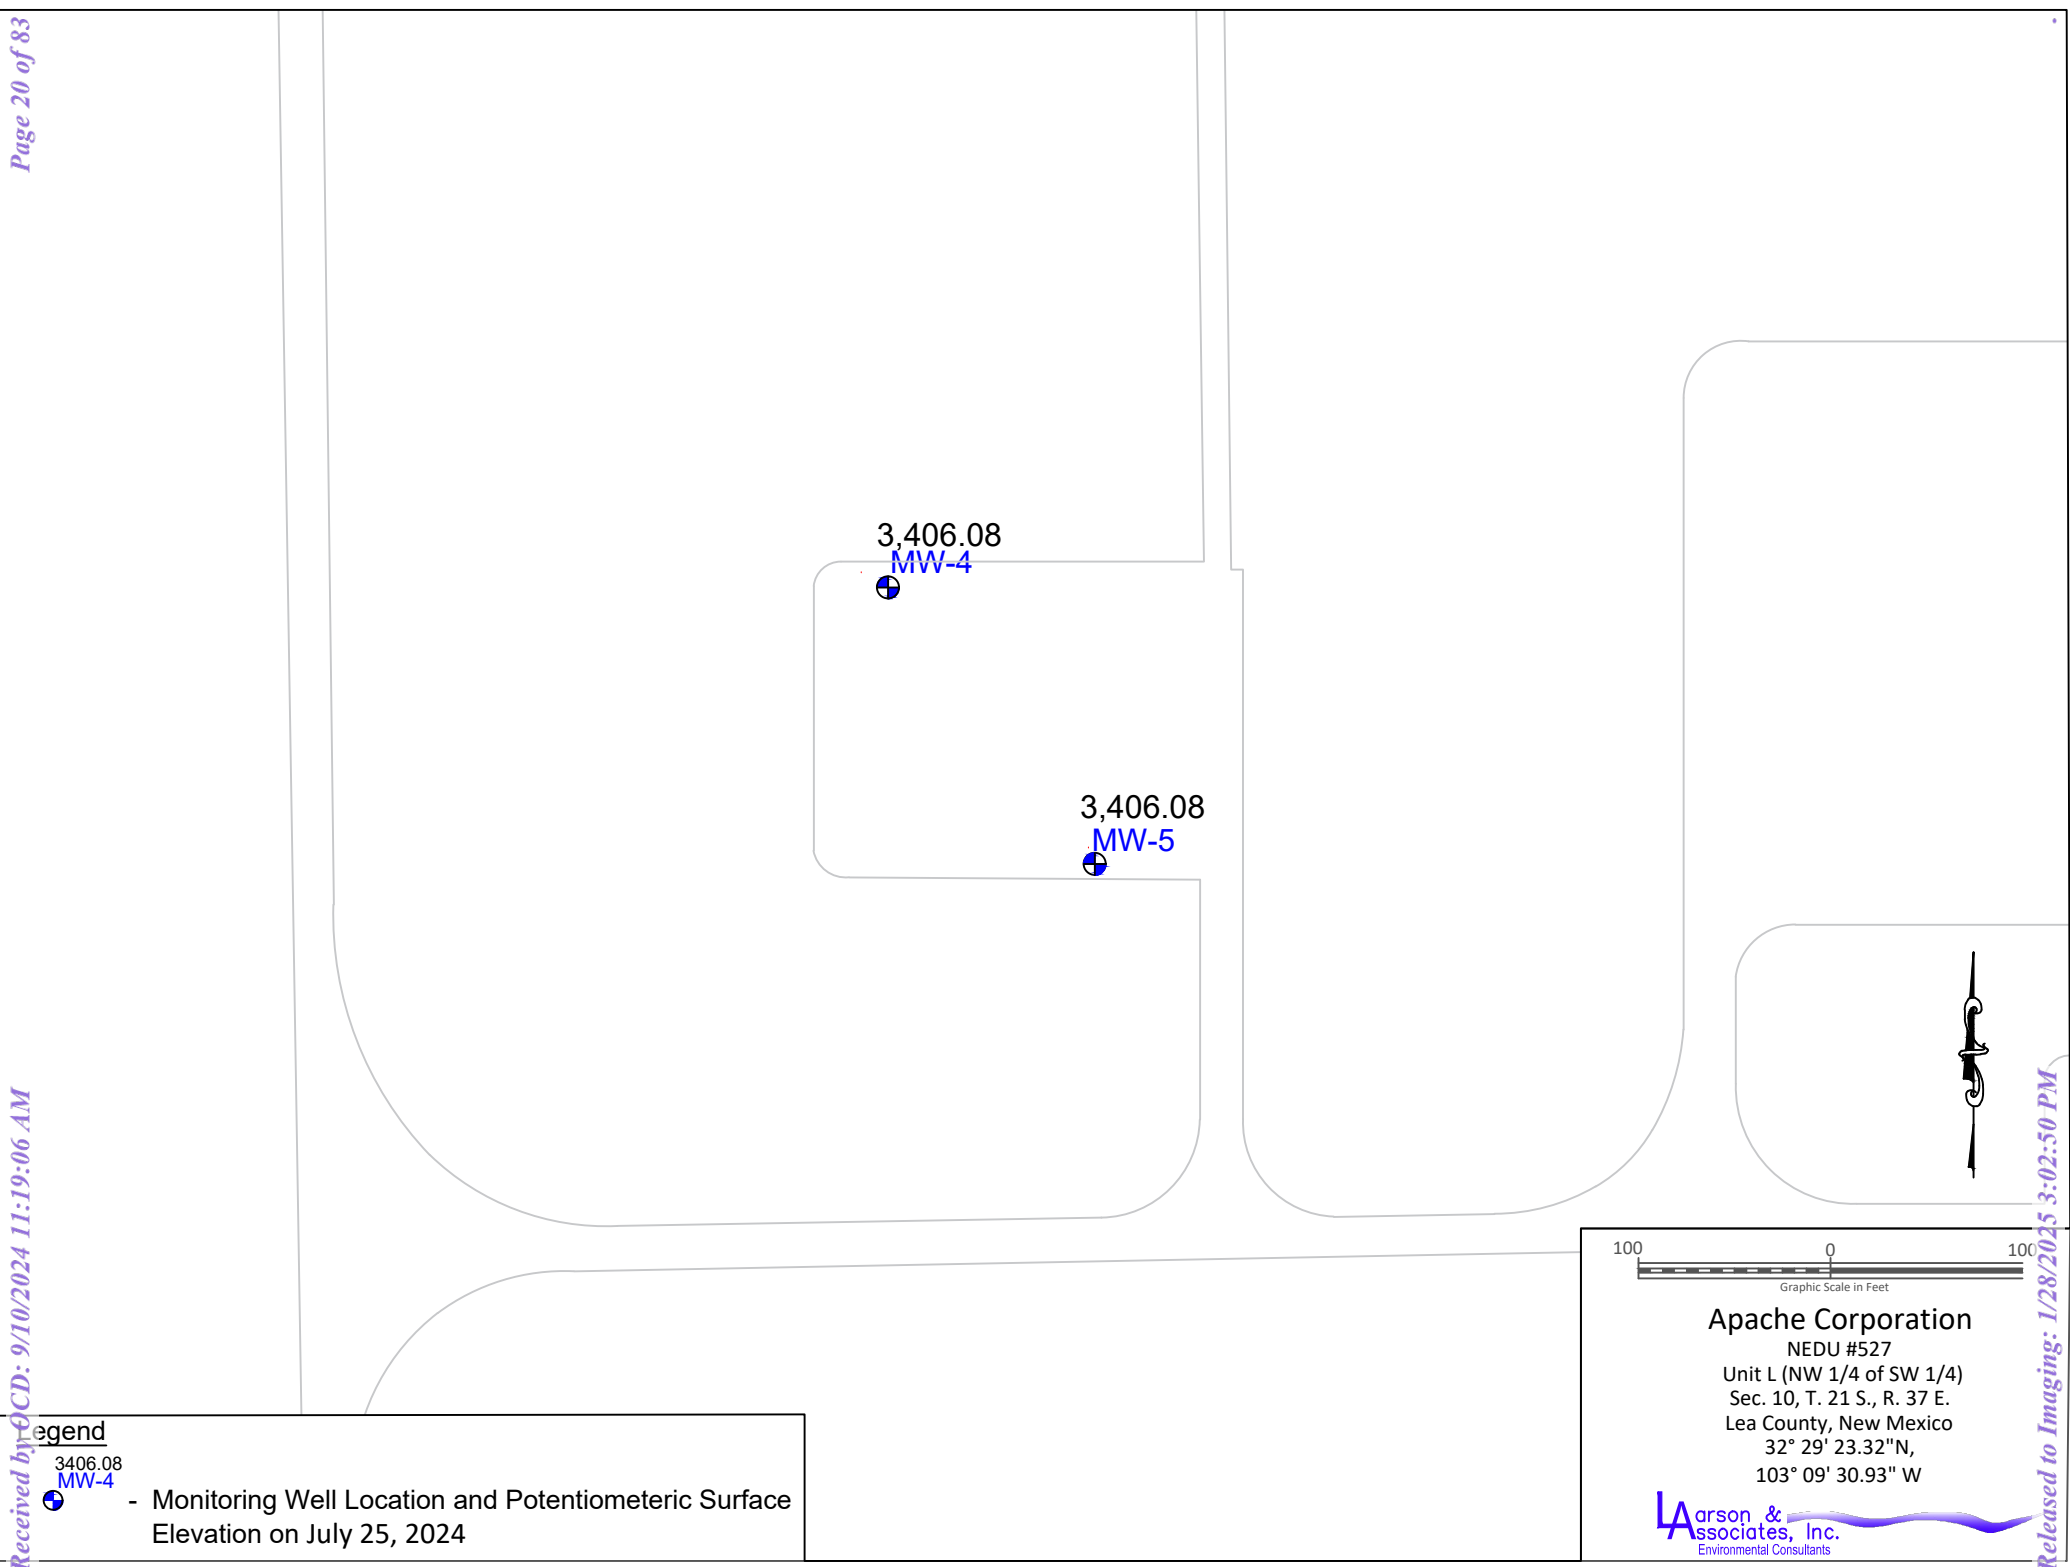 Page 20 of 83
3,406.08
MW-4
3,406.08
MW-5
Received by OCD: 9/10/2024 11:19:06 AM
Released to Imaging: 1/28/2025 3:02:50 PM
Legend
3406.08
MW-4
- Monitoring Well Location and Potentiometeric Surface
Elevation on July 25, 2024
100 0 100
Graphic Scale in Feet
Apache Corporation
NEDU #527
Unit L (NW 1/4 of SW 1/4)
Sec. 10, T. 21 S., R. 37 E.
Lea County, New Mexico
32° 29' 23.32"N,
103° 09' 30.93" W
Larson &
Associates, Inc.
Environmental Consultants